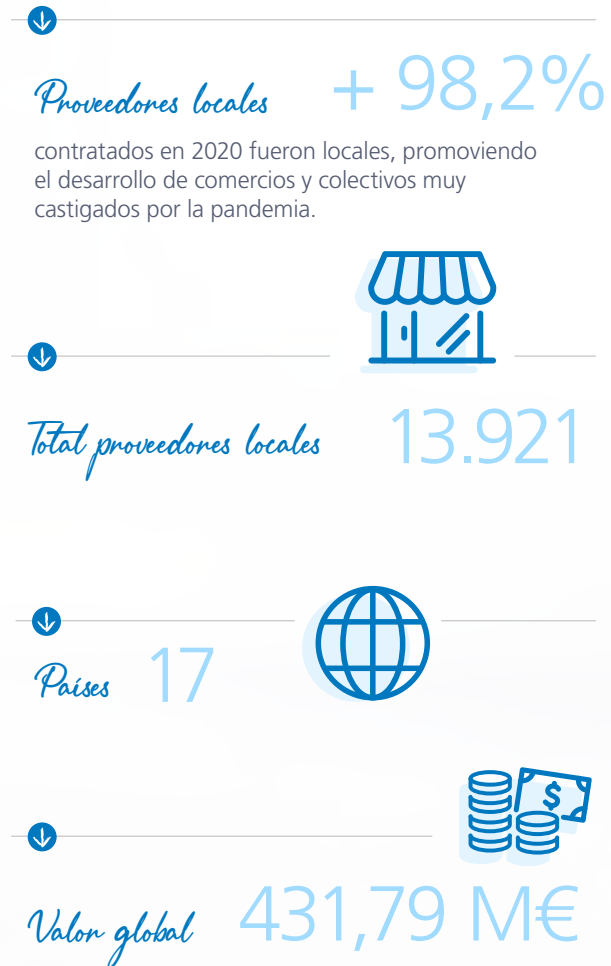 Proveedores locales + 98,2%
contratados en 2020 fueron locales, promoviendo
el desarrollo de comercios y colectivos muy
castigados por la pandemia.
Total proveedores locales 13.921
Países 17
$
Valor global 431,79 M€